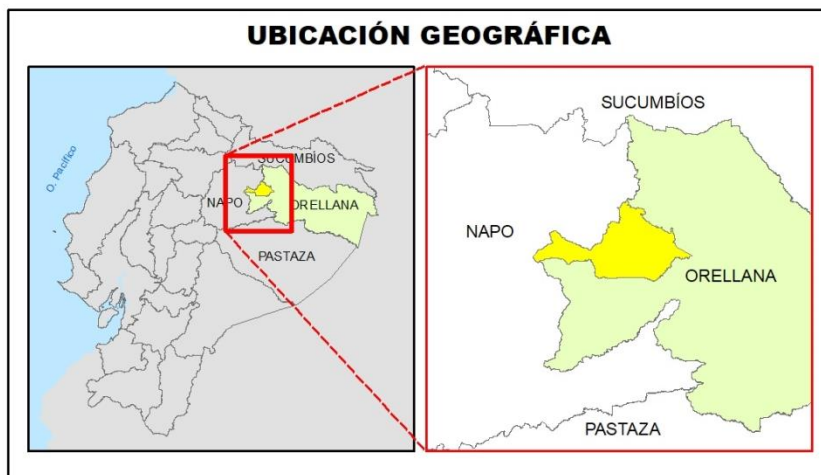 UBICACIÓN GEOGRÁFICA
O. Pacífico
SUCUMBÍOS
NAPO
ORELLANA
PASTAZA
SUCUMBÍOS
NAPO
ORELLANA
PASTAZA